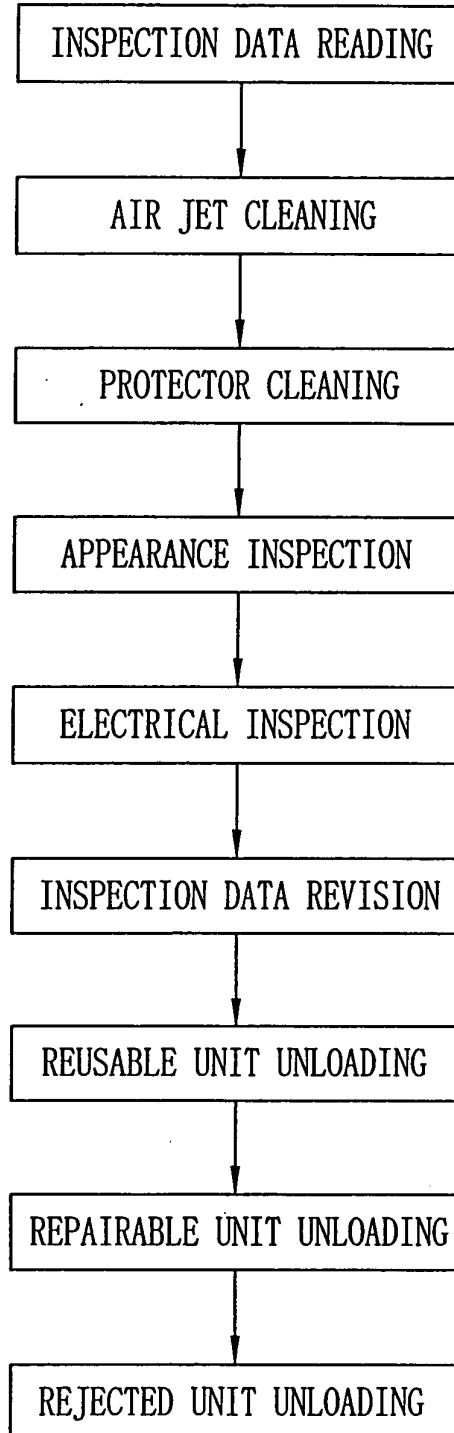 INSPECTION DATA READING
AIR JET CLEANING
PROTECTOR CLEANING
APPEARANCE INSPECTION
ELECTRICAL INSPECTION
INSPECTION DATA REVISION
REUSABLE UNIT UNLOADING
REPAIRABLE UNIT UNLOADING
REJECTED UNIT UNLOADING